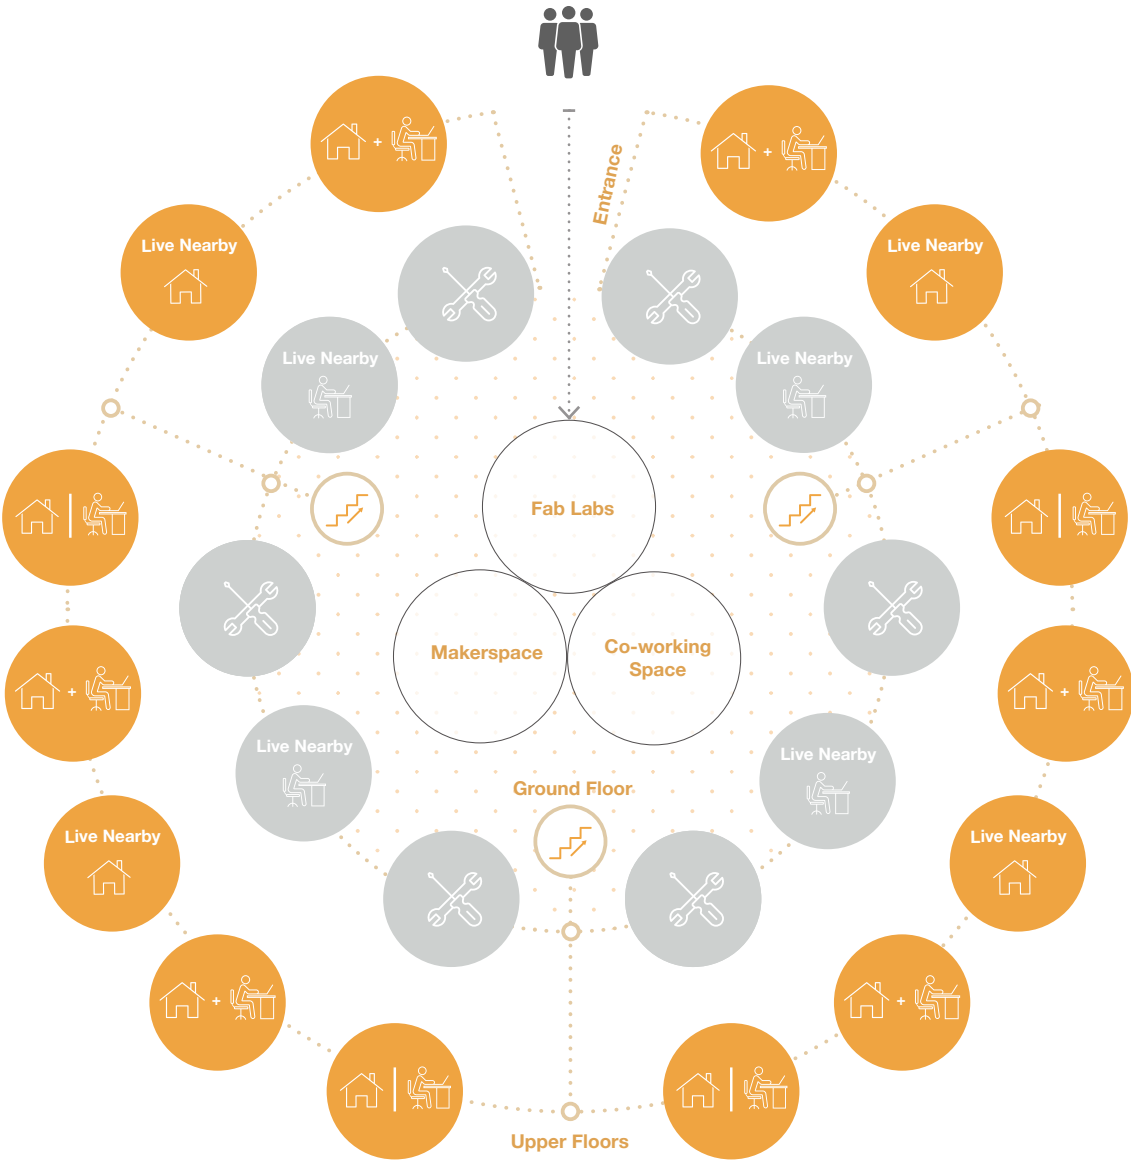 Entrance
Live Nearby
Live Nearby
Live Nearby
Live Nearby
Fab Labs
+
+
Makerspace
Co-working
Space
+
+
Live Nearby
Live Nearby
Ground Floor
Live Nearby
Live Nearby
+
+
Upper Floors